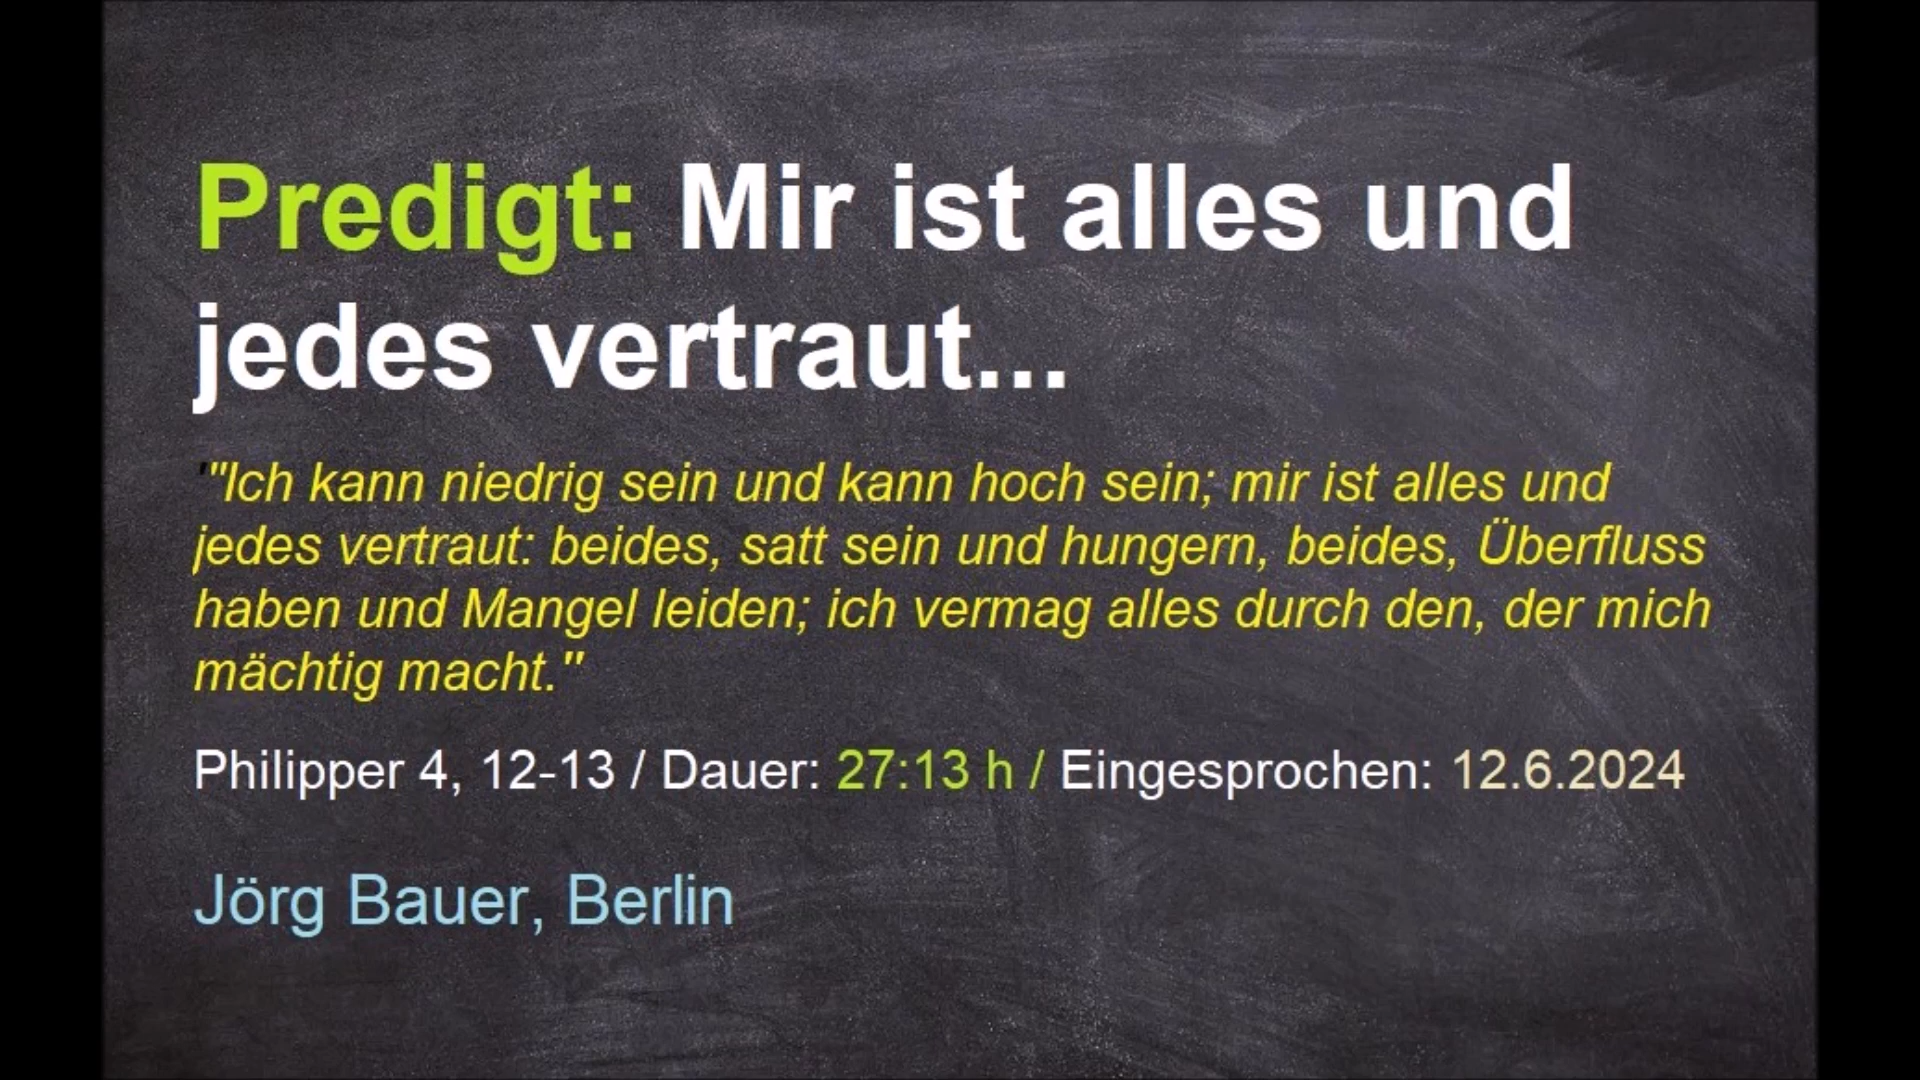 Predigt: Mir ist alles und
jedes vertraut...
'"Ich kann niedrig sein und kann hoch sein; mir ist alles und
jedes vertraut: beides, satt sein und hungern, beides, Überfluss
haben und Mangel leiden; ich vermag alles durch den, der mich
mächtig macht."
Philipper 4, 12-13 / Dauer: 27:13 h / Eingesprochen: 12.6.2024
Jörg Bauer, Berlin